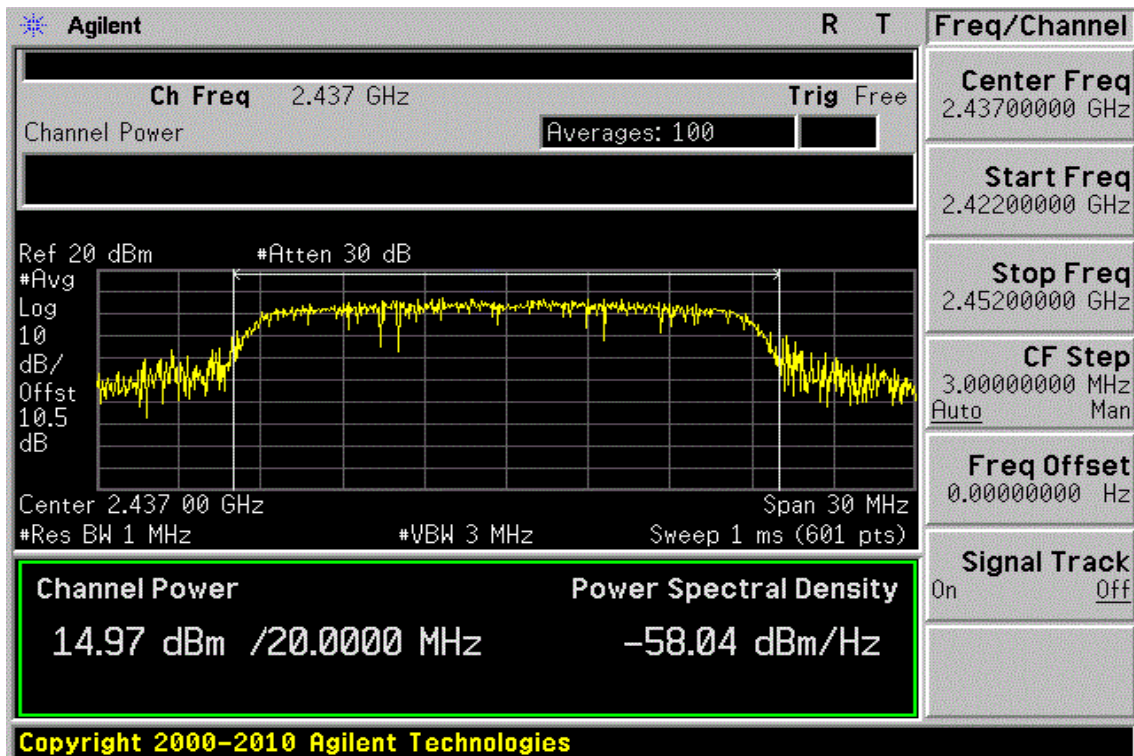 Agilent R T
Ch Freq 2.437 GHz Trig Free
Channel Power Averages: 100
Ref 20 dBm #Atten 30 dB
#Avg
Log
10
dB/
Offst
10.5
dB
Center 2.437 00 GHz Span 30 MHz
#Res BW 1 MHz #VBW 3 MHz Sweep 1 ms (601 pts)
Channel Power Power Spectral Density
14.97 dBm /20.0000 MHz -58.04 dBm/Hz
Freq/Channel
Center Freq
2.43700000 GHz
Start Freq
2.42200000 GHz
Stop Freq
2.45200000 GHz
CF Step
3.00000000 MHz
Auto Man
Freq Offset
0.00000000 Hz
Signal Track
On Off
Copyright 2000-2010 Agilent Technologies